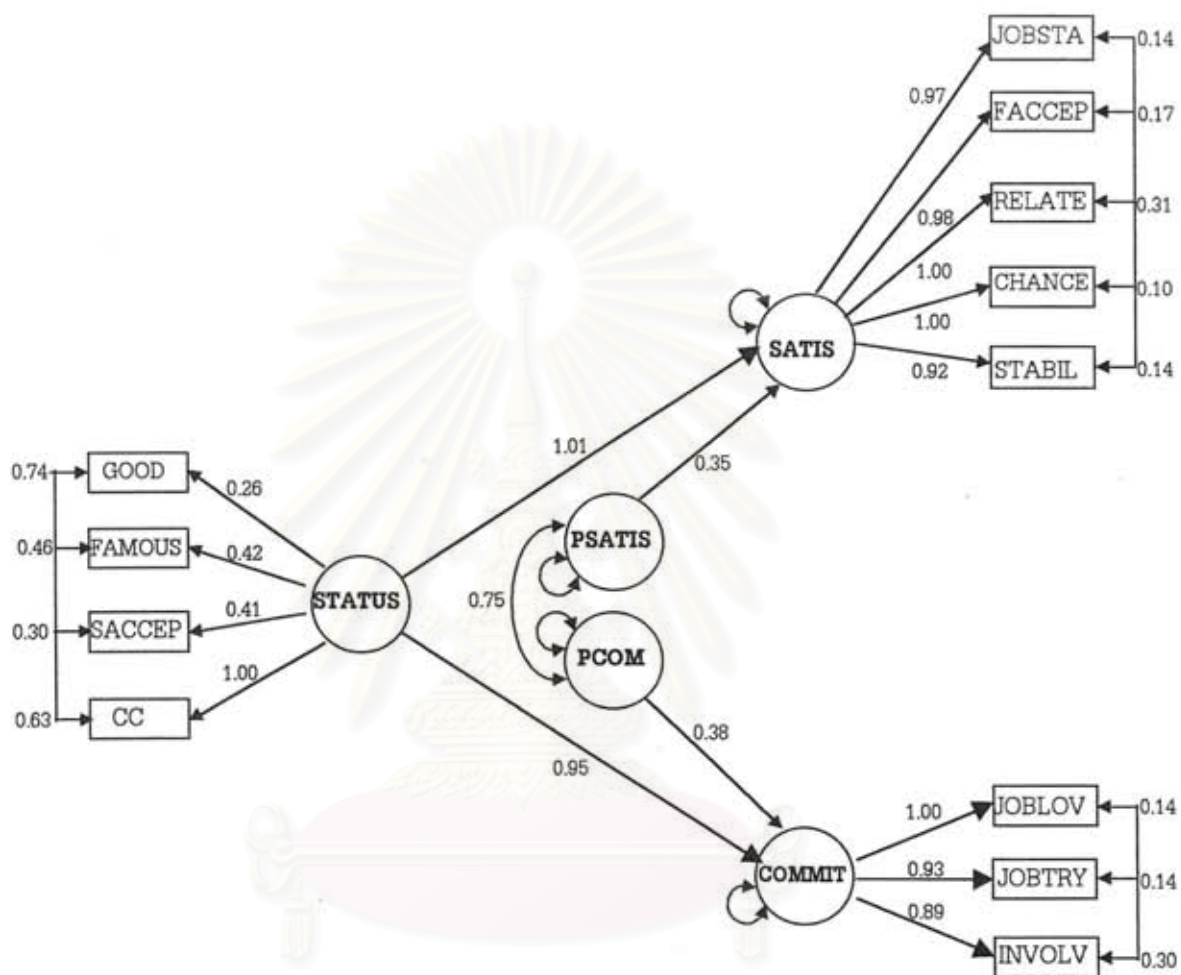 JOBSTA 0.14
0.97
FACCEP 0.17
RELATE 0.31
0.98
CHANCE 0.10
1.00
1.00
SATIS
STABIL 0.14
0.92
1.01
0.35
0.74 GOOD
0.26
PSATIS
0.46 FAMOUS
0.42
STATUS
0.75
0.41
0.30 SACCEP
PCOM
1.00
0.63 CC
0.38
0.95
JOBLOV 0.14
1.00
COMMIT
0.93
JOBTRY 0.14
0.89
INVOLV 0.30